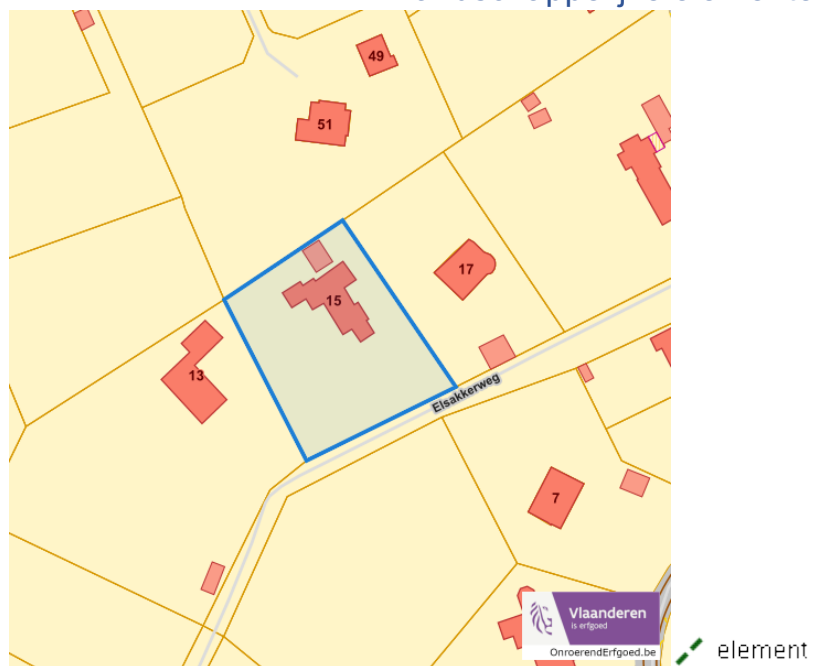 49
51
17
15
13
Elsakkerweg
7
Vlaanderen
is erfgoed
OnroerendErfgoed.be
element